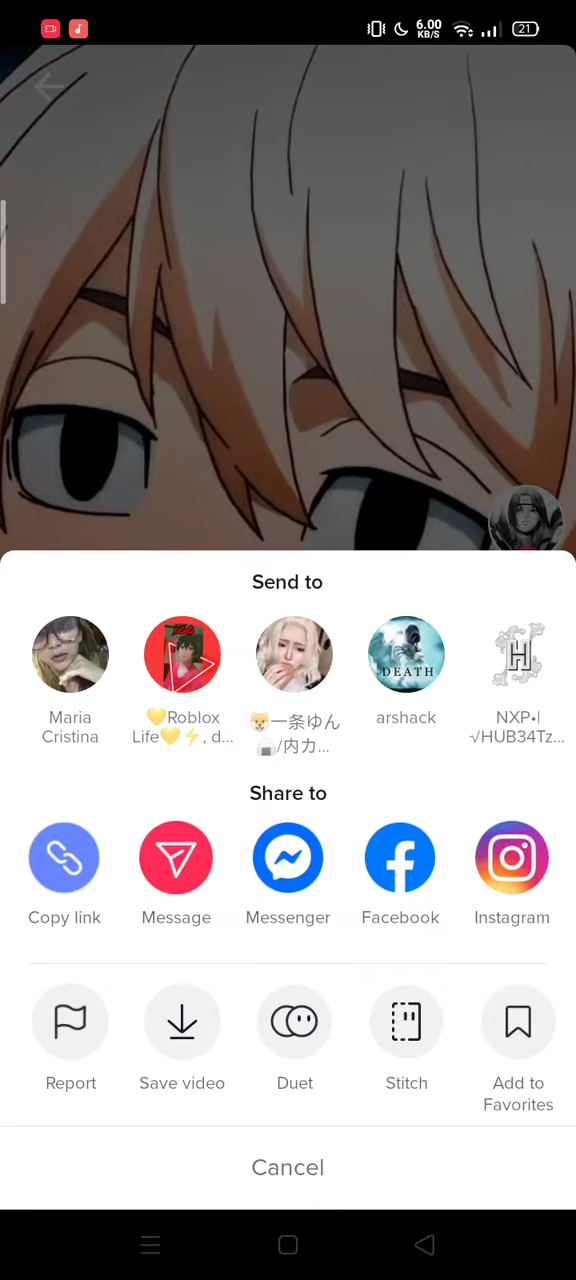 6.00
KB/S
21
Send to
Maria
Cristina
💛Roblox
Life💛⚡, d...
🐱一条ゆん
🍙/内カ...
arshack
DEATH
H
NXP•|
√HUB34Tz...
Share to
Copy link
Message
Messenger
Facebook
Instagram
Report
Save video
Duet
Stitch
Add to
Favorites
Cancel